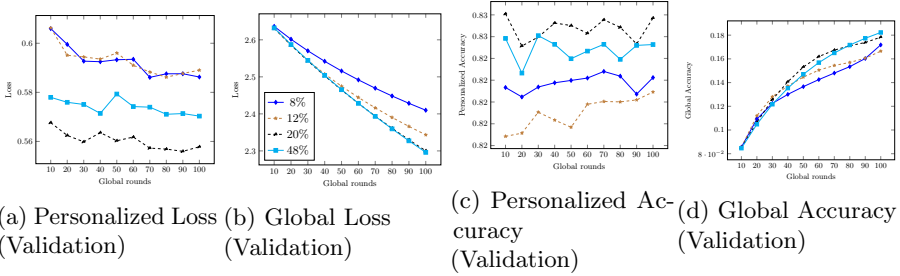 0.6
0.58
0.56
Loss
10 20 30 40 50 60 70 80 90 100
Global rounds
(a) Personalized Loss
(Validation)
2.6
2.5
2.4
2.3
Loss
8%
12%
20%
48%
10 20 30 40 50 60 70 80 90 100
Global rounds
(b) Global Loss
(Validation)
0.83
0.83
0.82
0.82
0.82
0.82
0.82
Personalized Accuracy
10 20 30 40 50 60 70 80 90 100
Global rounds
(c) Personalized Ac-
curacy
(Validation)
0.18
0.16
0.14
0.12
0.1
8 · 10⁻²
Global Accuracy
10 20 30 40 50 60 70 80 90 100
Global rounds
(d) Global Accuracy
(Validation)